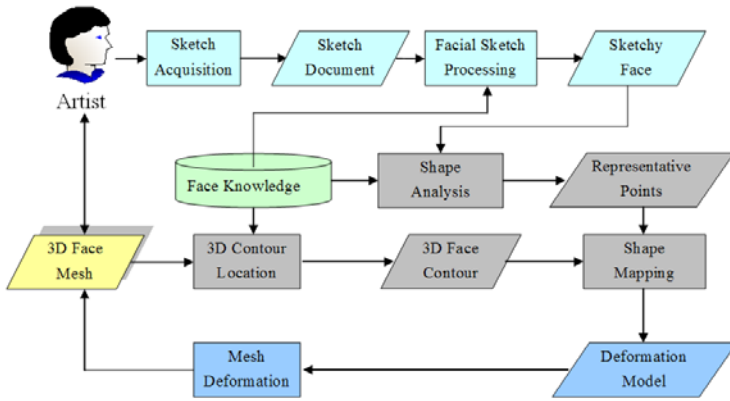 Sketch
Acquisition
Sketch
Document
Facial Sketch
Processing
Sketchy
Face
Artist
Face Knowledge
Shape
Analysis
Representative
Points
3D Face
Mesh
3D Contour
Location
3D Face
Contour
Shape
Mapping
Mesh
Deformation
Deformation
Model